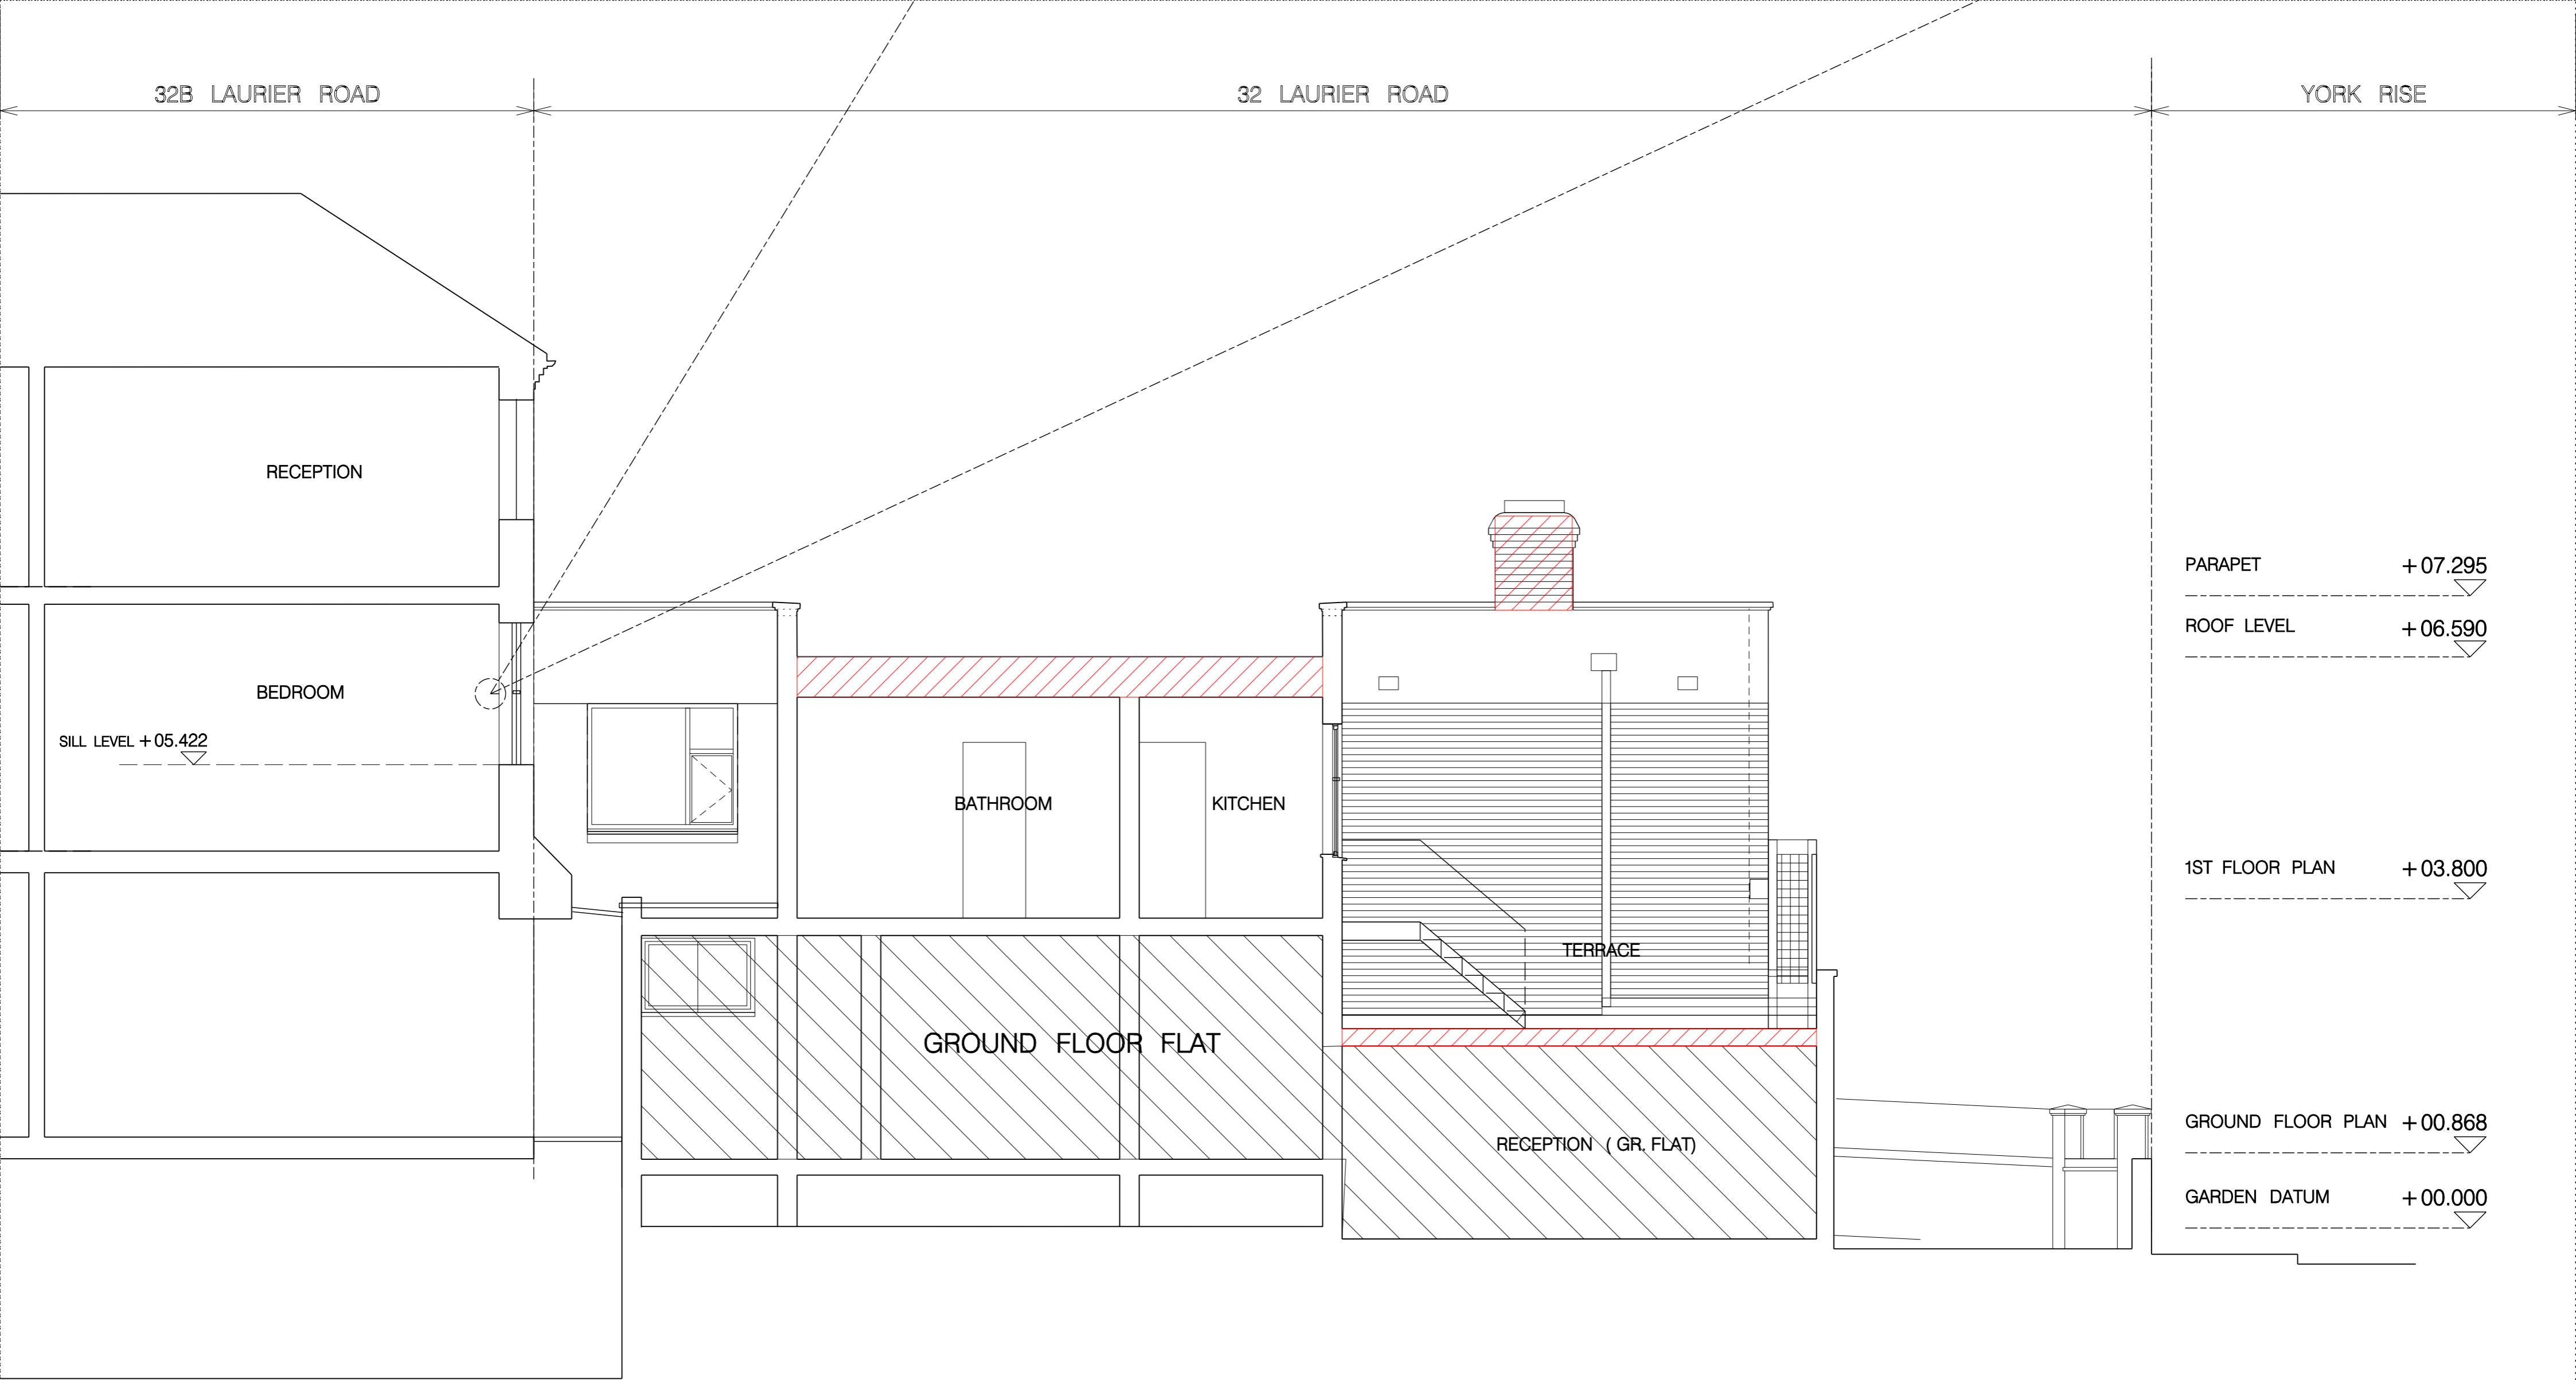 32B LAURIER ROAD
32 LAURIER ROAD
YORK RISE
RECEPTION
PARAPET +07.295
ROOF LEVEL +06.590
BEDROOM
SILL LEVEL +05.422
BATHROOM
KITCHEN
1ST FLOOR PLAN +03.800
TERRACE
GROUND FLOOR FLAT
RECEPTION ( GR. FLAT)
GROUND FLOOR PLAN +00.868
GARDEN DATUM +00.000